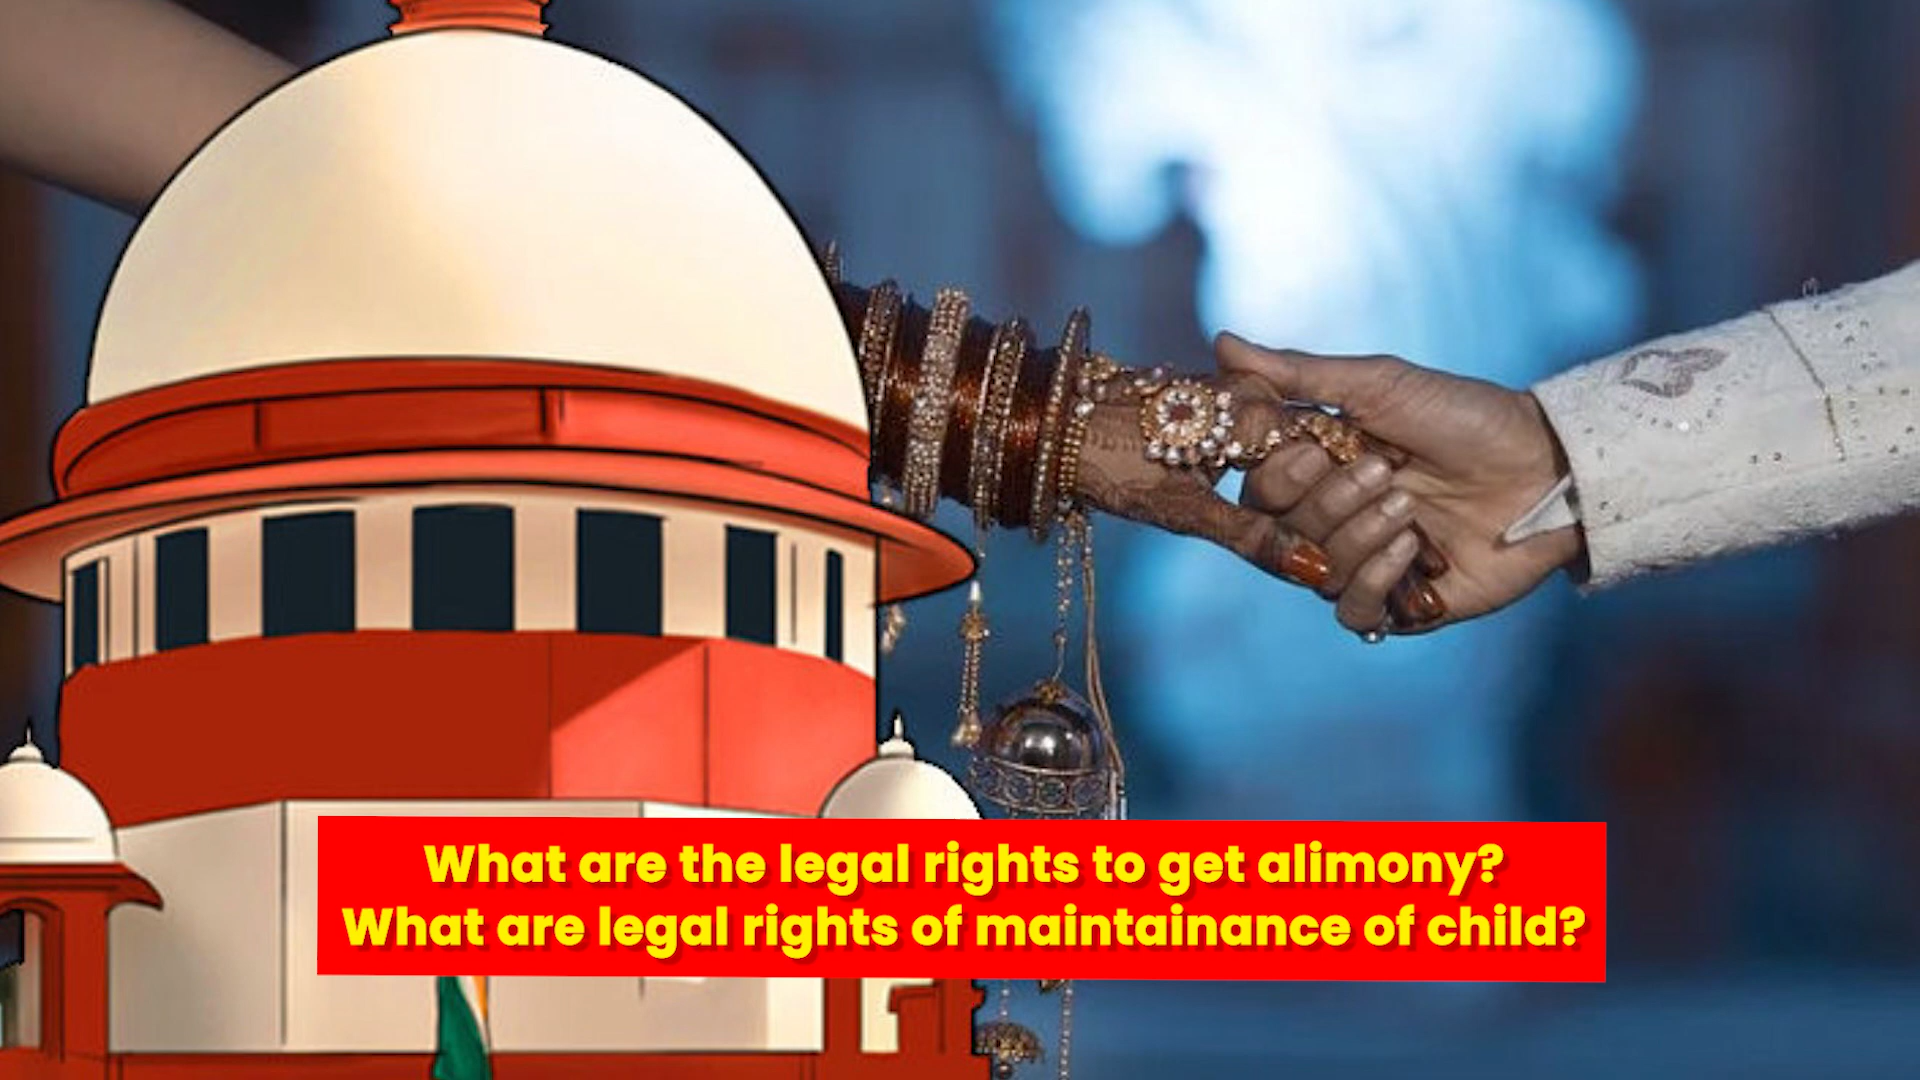 What are the legal rights to get alimony?
What are legal rights of maintainance of child?